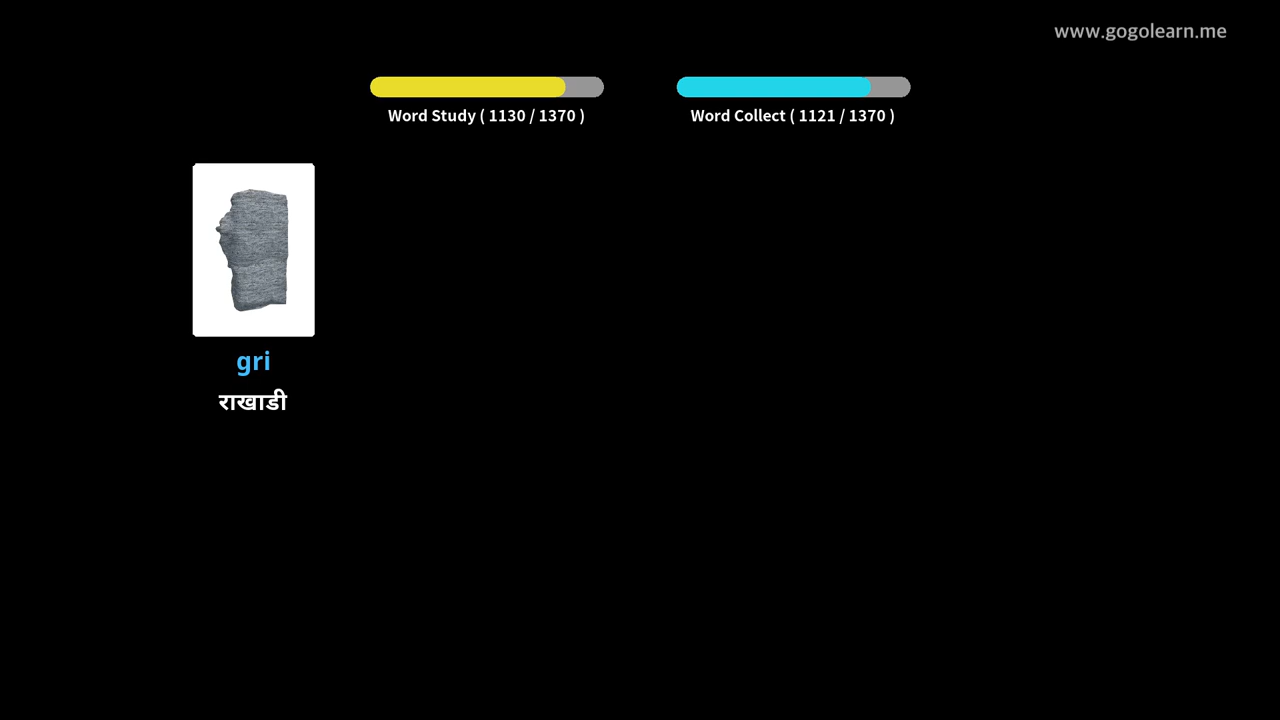 www.gogolearn.me
Word Study ( 1130 / 1370 )
Word Collect ( 1121 / 1370 )
gri
राखाडी